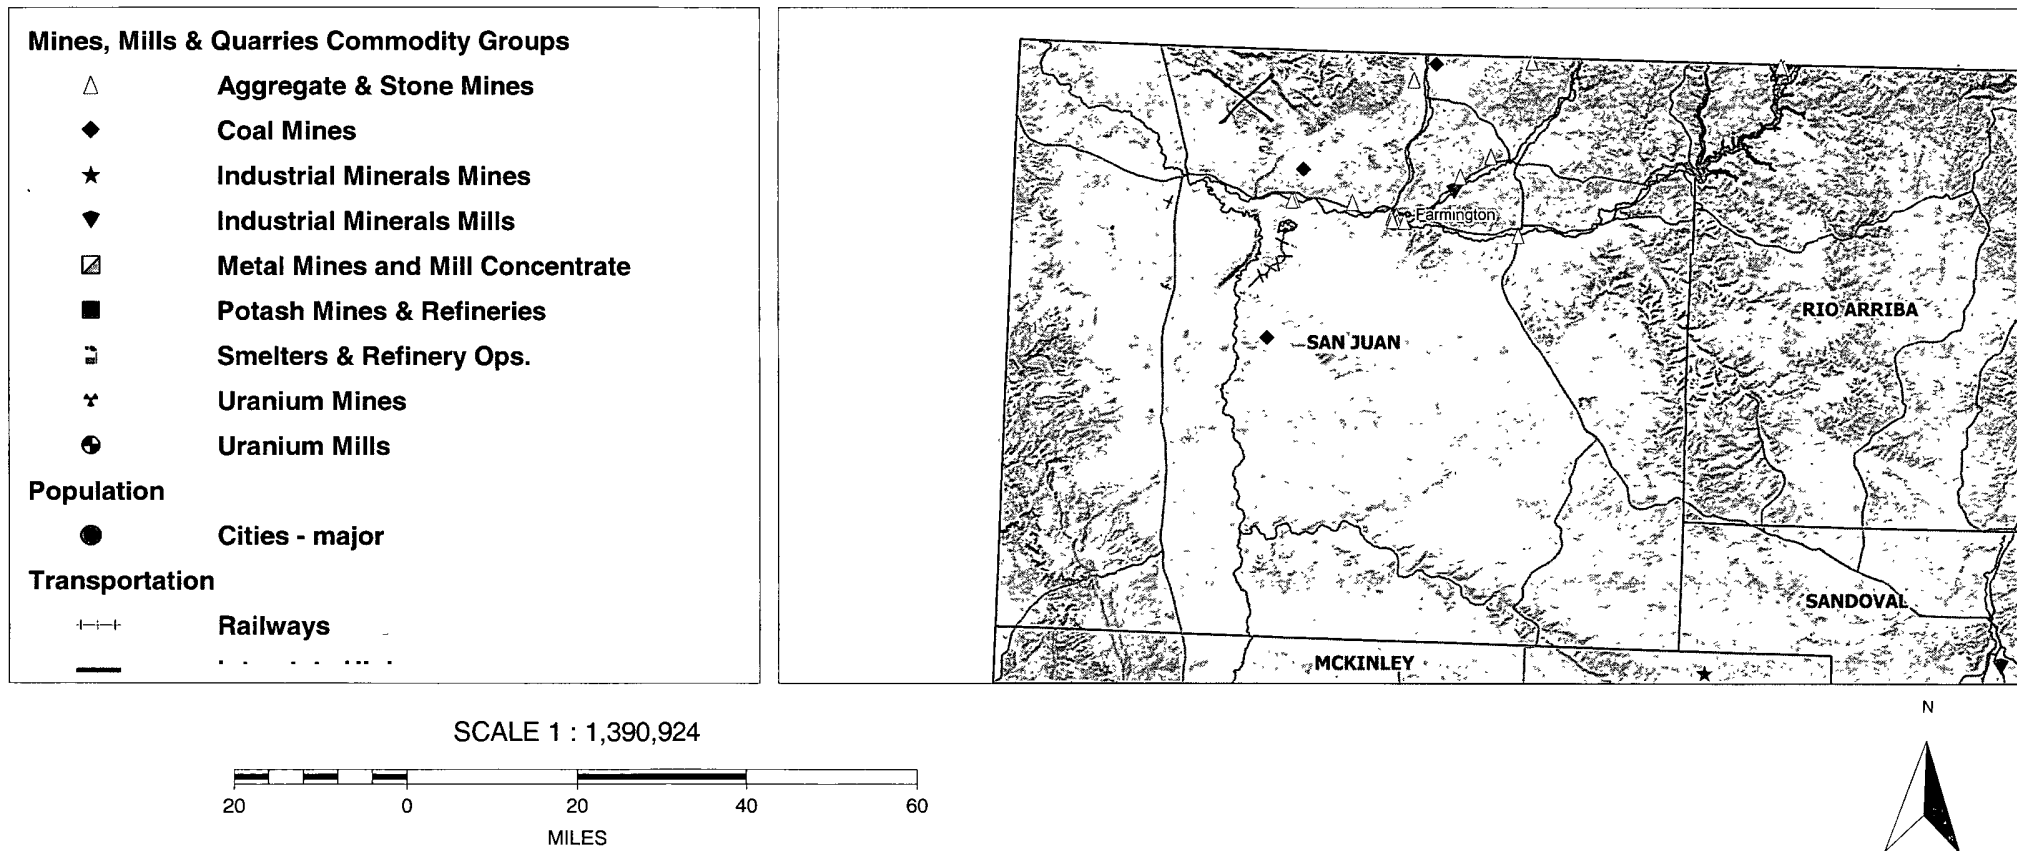 Mines, Mills & Quarries Commodity Groups
Aggregate & Stone Mines
Coal Mines
Industrial Minerals Mines
Industrial Minerals Mills
Metal Mines and Mill Concentrate
Potash Mines & Refineries
Smelters & Refinery Ops.
Uranium Mines
Uranium Mills
Population
Cities - major
Transportation
Railways
Farmington
RIO ARRIBA
SAN JUAN
SANDOVAL
MCKINLEY
SCALE 1 : 1,390,924
20 0 20 40 60
MILES
N